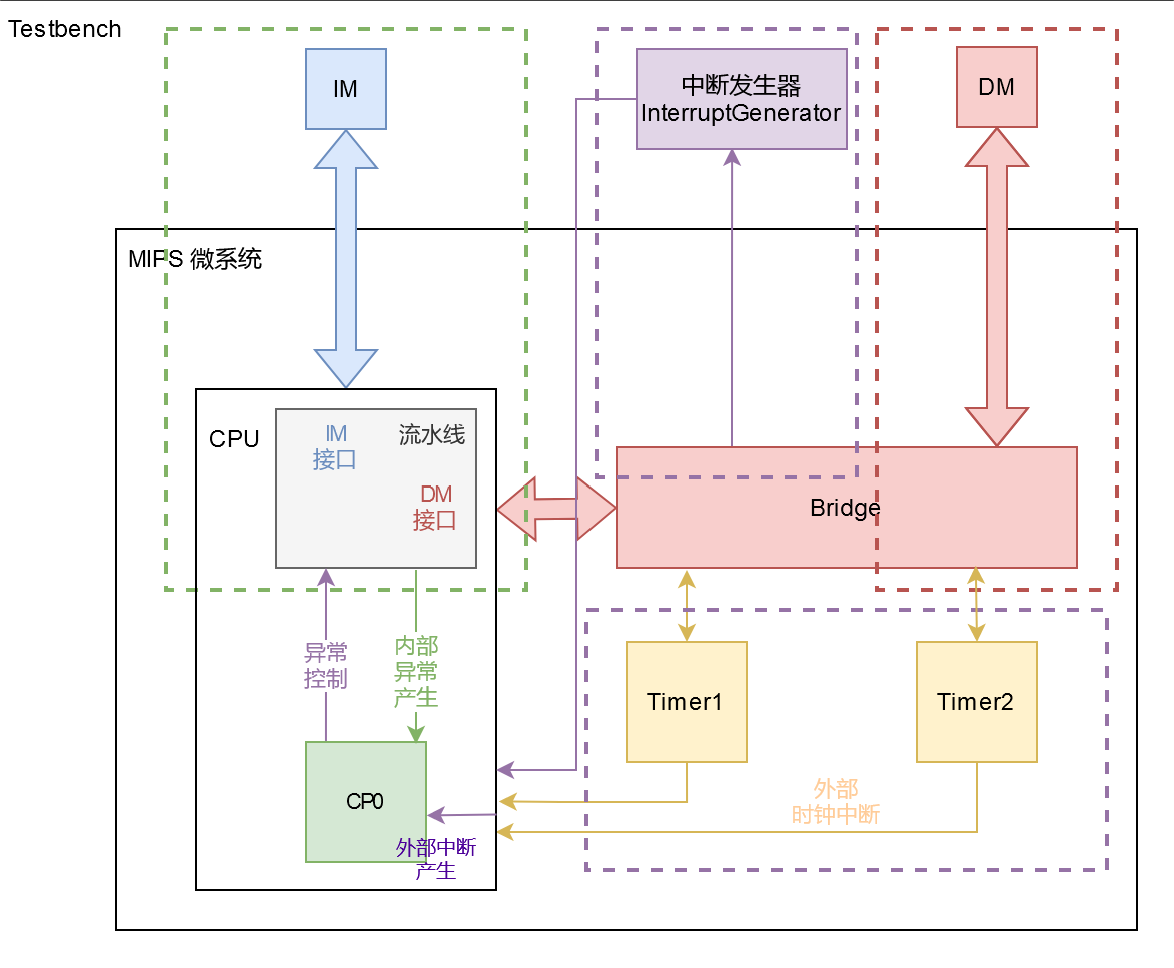 Testbench
IM
中断发生器
InterruptGenerator
DM
MIPS 微系统
CPU
IM
接口
流水线
DM
接口
Bridge
异常
控制
内部
异常
产生
Timer1
Timer2
CP0
外部
时钟中断
外部中断
产生